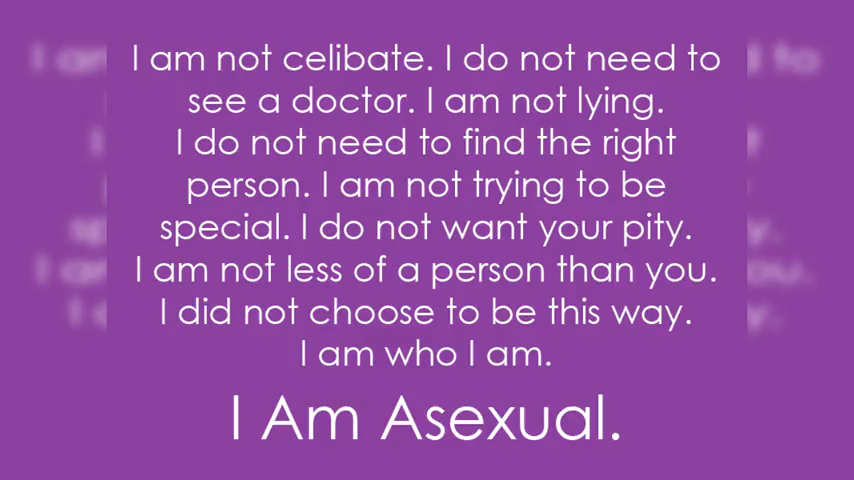 I am not celibate. I do not need to
see a doctor. I am not lying.
I do not need to find the right
person. I am not trying to be
special. I do not want your pity.
I am not less of a person than you.
I did not choose to be this way.
I am who I am.
I Am Asexual.